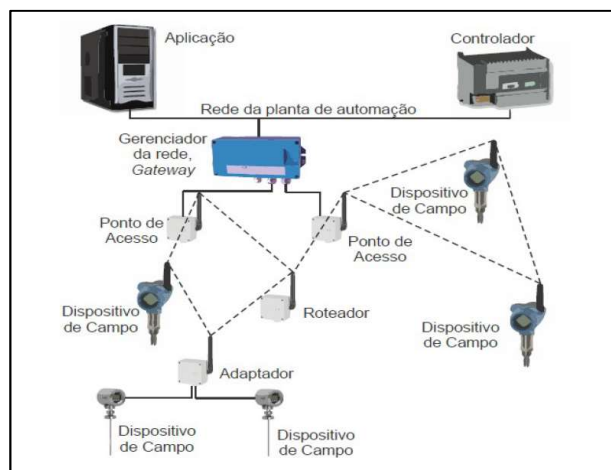 Aplicação
Controlador
Rede da planta de automação
Gerenciador
da rede,
Gateway
Dispositivo
de Campo
Ponto de
Acesso
Ponto de
Acesso
Dispositivo
de Campo
Roteador
Dispositivo
de Campo
Adaptador
Dispositivo
de Campo
Dispositivo
de Campo